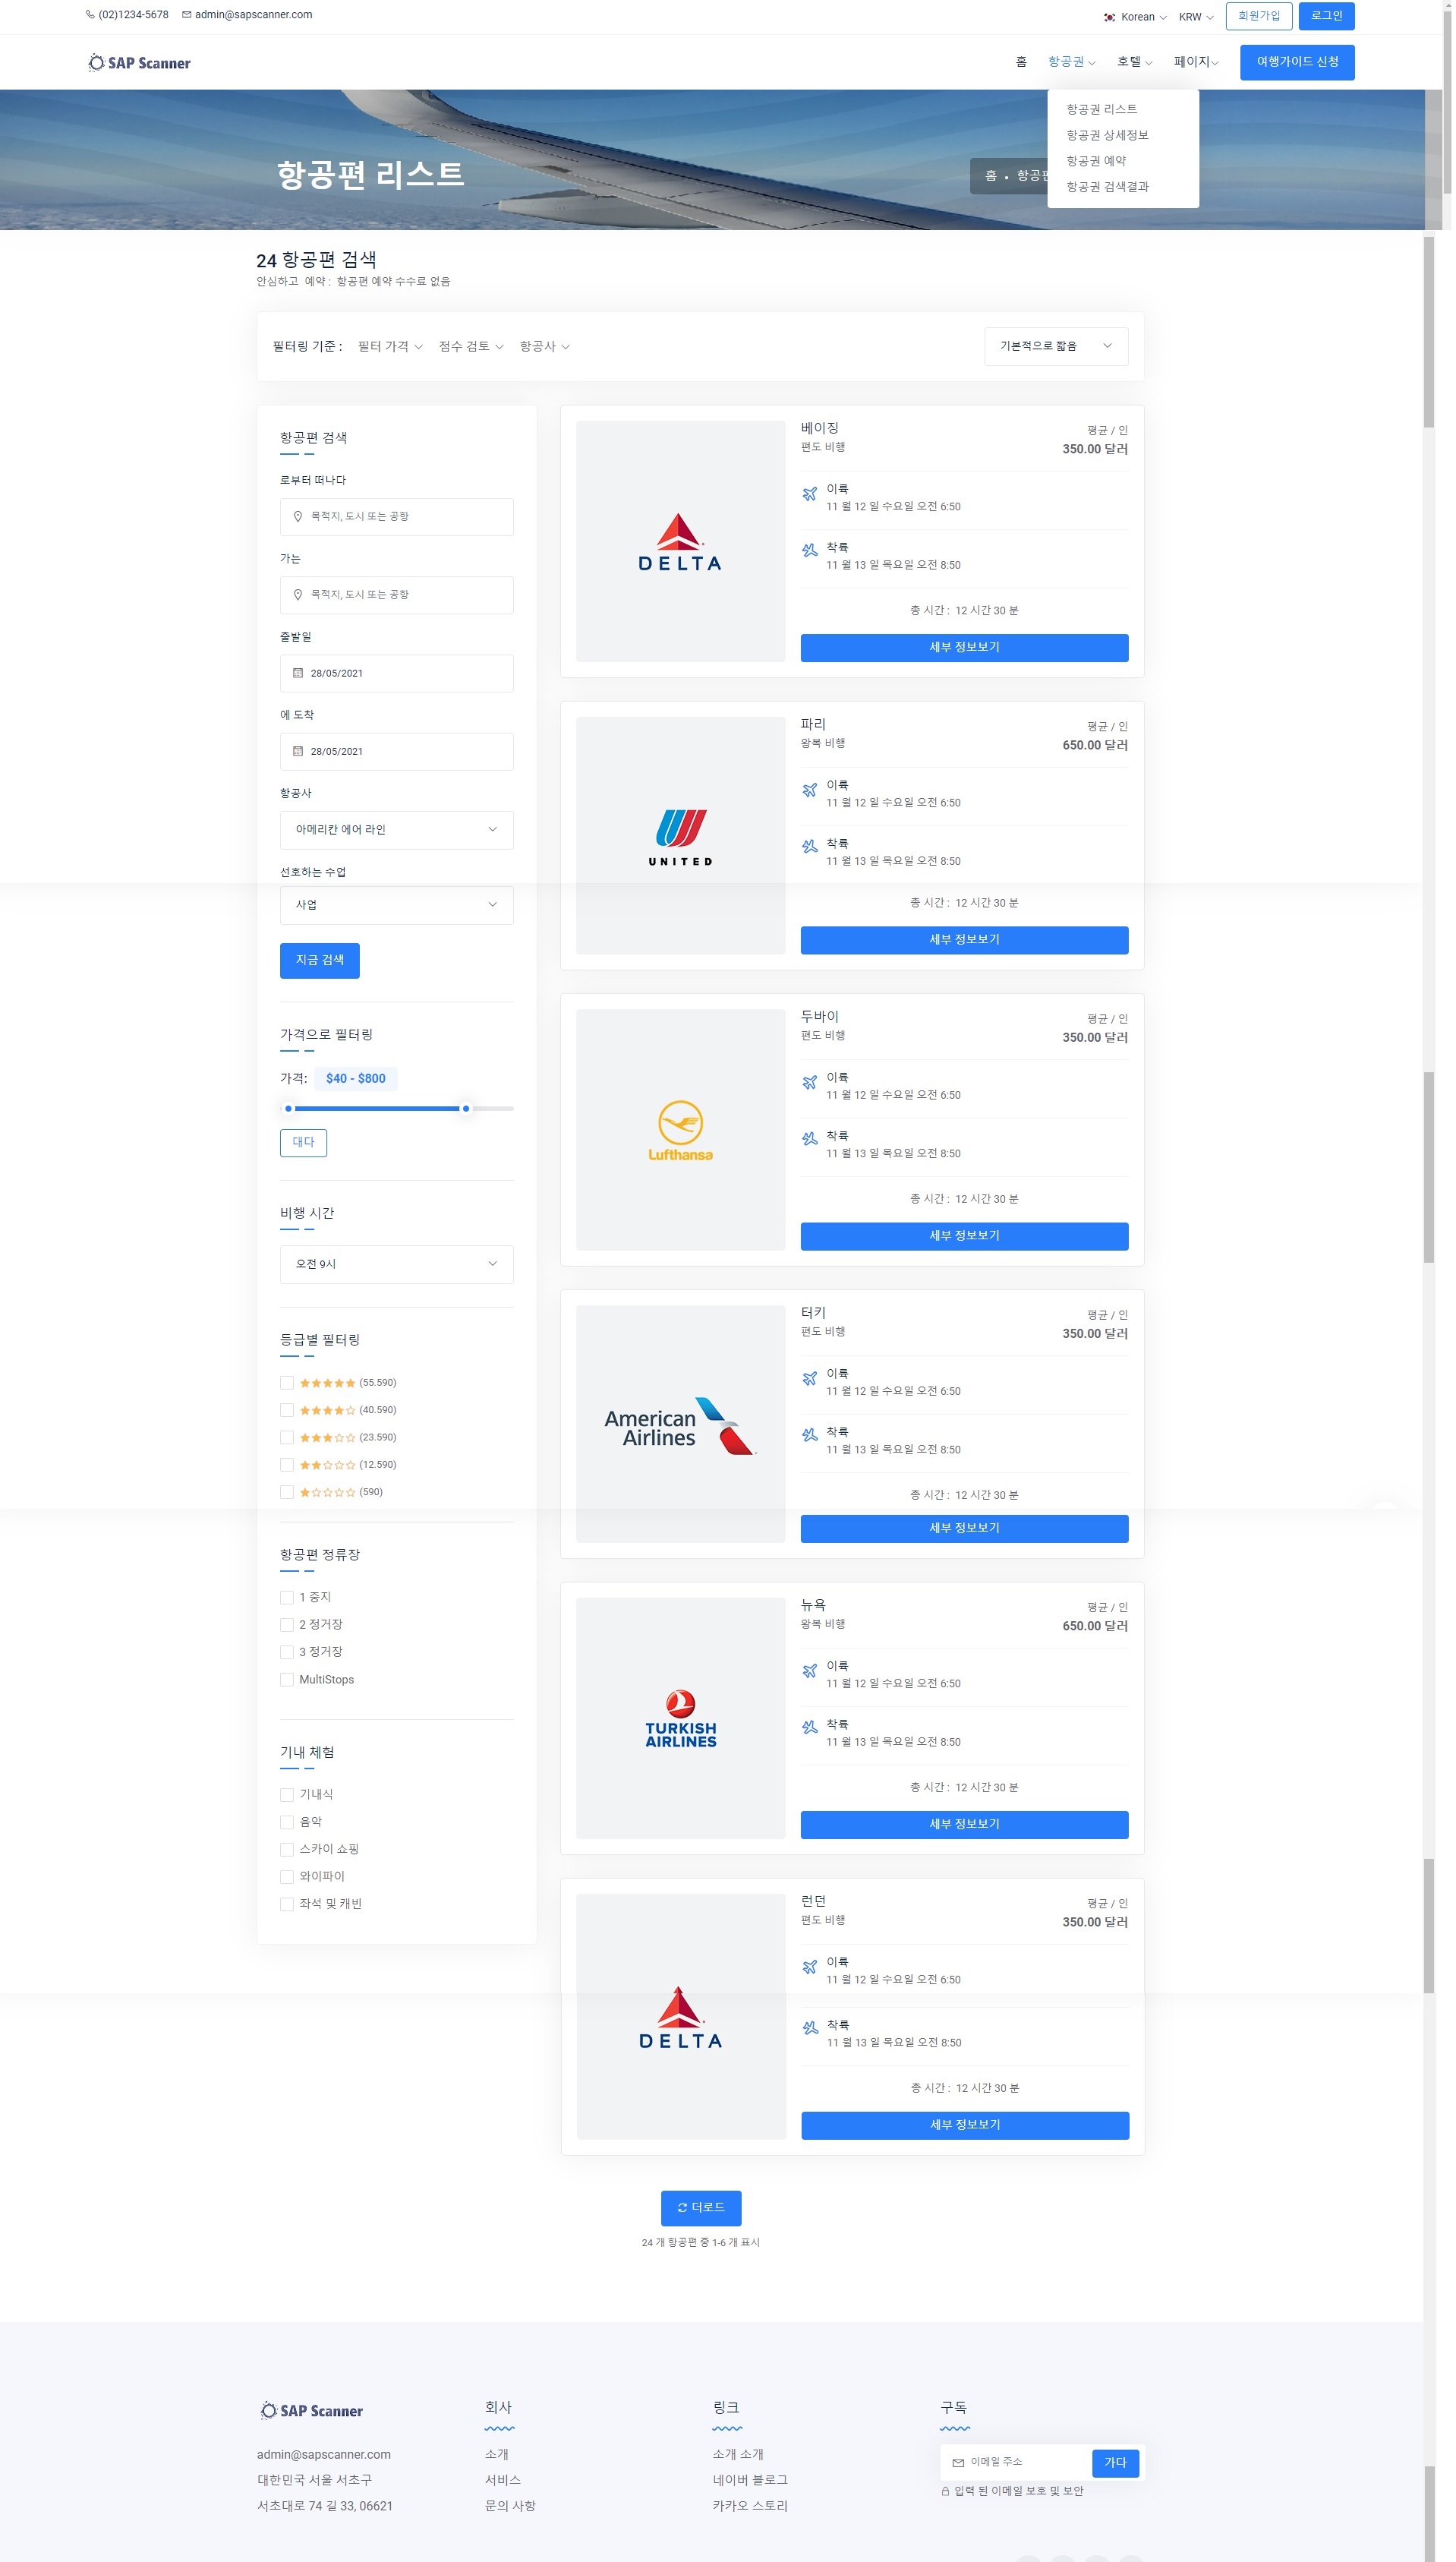 (02)1234-5678 admin@sapscanner.com Korean KRW 회원가입 로그인
SAP Scanner 홈 항공권 호텔 페이지 여행가이드 신청
항공권 리스트
항공권 상세정보
항공권 예약
항공권 검색결과
항공편 리스트
홈 • 항공편
24 항공편 검색
안심하고 예약 : 항공편 예약 수수료 없음
필터링 기준 : 필터 가격 점수 검토 항공사 기본적으로 짧음
항공편 검색
로부터 떠나다
목적지, 도시 또는 공항
가는
목적지, 도시 또는 공항
출발일
28/05/2021
에 도착
28/05/2021
항공사
아메리칸 에어 라인
선호하는 수업
사업
지금 검색
가격으로 필터링
가격: $40 - $800
대다
비행 시간
오전 9시
등급별 필터링
(55.590)
(40.590)
(23.590)
(12.590)
(590)
항공편 정류장
1 중지
2 정거장
3 정거장
MultiStops
기내 체험
기내식
음악
스카이 쇼핑
와이파이
좌석 및 캐빈
DELTA
베이징
편도 비행
평균 / 인
350.00 달러
이륙
11 월 12 일 수요일 오전 6:50
착륙
11 월 13 일 목요일 오전 8:50
총 시간 : 12 시간 30 분
세부 정보보기
UNITED
파리
왕복 비행
평균 / 인
650.00 달러
이륙
11 월 12 일 수요일 오전 6:50
착륙
11 월 13 일 목요일 오전 8:50
총 시간 : 12 시간 30 분
세부 정보보기
Lufthansa
두바이
편도 비행
평균 / 인
350.00 달러
이륙
11 월 12 일 수요일 오전 6:50
착륙
11 월 13 일 목요일 오전 8:50
총 시간 : 12 시간 30 분
세부 정보보기
American
Airlines
터키
편도 비행
평균 / 인
350.00 달러
이륙
11 월 12 일 수요일 오전 6:50
착륙
11 월 13 일 목요일 오전 8:50
총 시간 : 12 시간 30 분
세부 정보보기
TURKISH
AIRLINES
뉴욕
왕복 비행
평균 / 인
650.00 달러
이륙
11 월 12 일 수요일 오전 6:50
착륙
11 월 13 일 목요일 오전 8:50
총 시간 : 12 시간 30 분
세부 정보보기
DELTA
런던
편도 비행
평균 / 인
350.00 달러
이륙
11 월 12 일 수요일 오전 6:50
착륙
11 월 13 일 목요일 오전 8:50
총 시간 : 12 시간 30 분
세부 정보보기
더로드
24 개 항공편 중 1-6 개 표시
SAP Scanner
admin@sapscanner.com
대한민국 서울 서초구
서초대로 74 길 33, 06621
회사
소개
서비스
문의 사항
링크
소개 소개
네이버 블로그
카카오 스토리
구독
이메일 주소 가다
입력 된 이메일 보호 및 보안